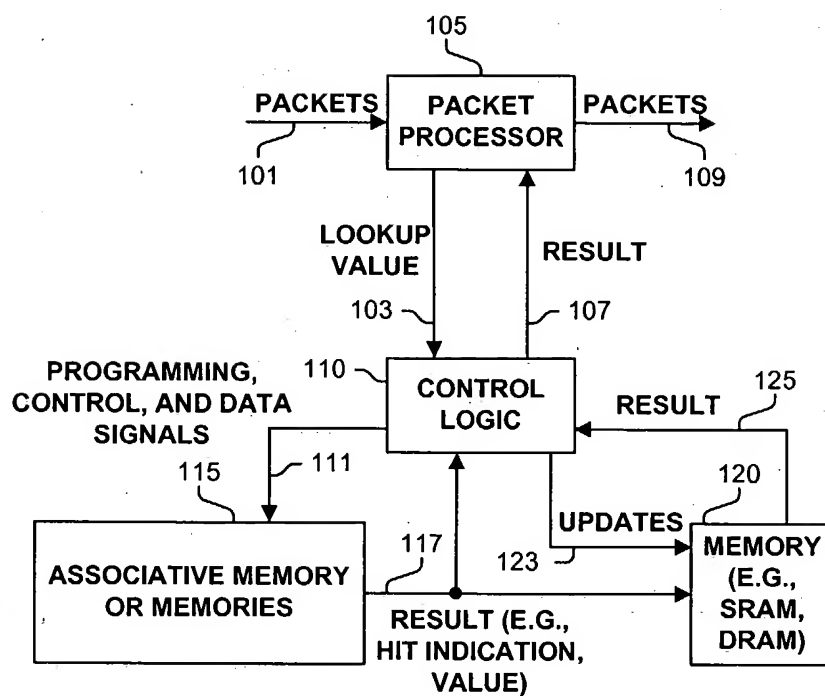 105
PACKETS
PACKET
PROCESSOR
PACKETS
101
109
LOOKUP
VALUE
RESULT
103
107
110
CONTROL
LOGIC
PROGRAMMING,
CONTROL, AND DATA
SIGNALS
RESULT
125
111
115
120
ASSOCIATIVE MEMORY
OR MEMORIES
117
UPDATES
123
MEMORY
(E.G.,
SRAM,
DRAM)
RESULT (E.G.,
HIT INDICATION,
VALUE)